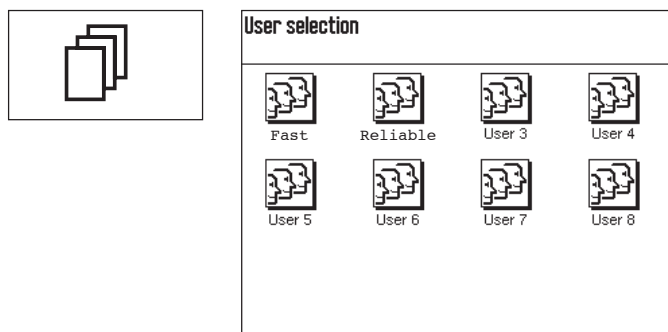 User selection
Fast Reliable User 3 User 4
User 5 User 6 User 7 User 8